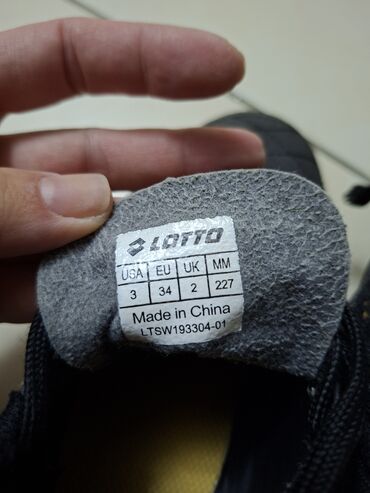 LOTTO
USA EU UK MM
3 34 2 227
Made in China
LTSW193304-01